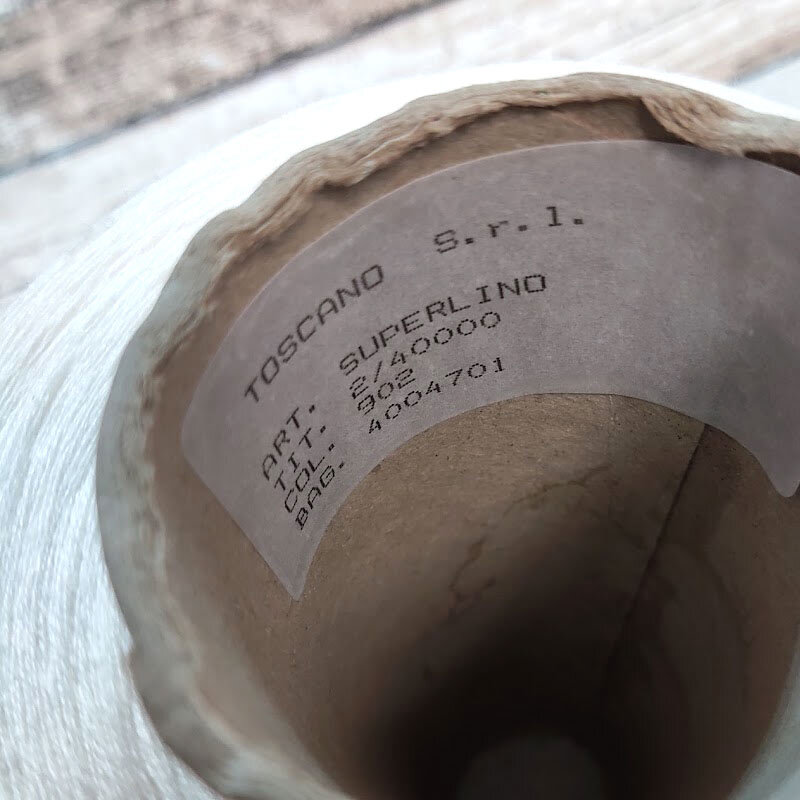 TOSCANO S.r.l.
ART. SUPERLINO
TIT. 2/40000
COL. 902
BAG. 4004701